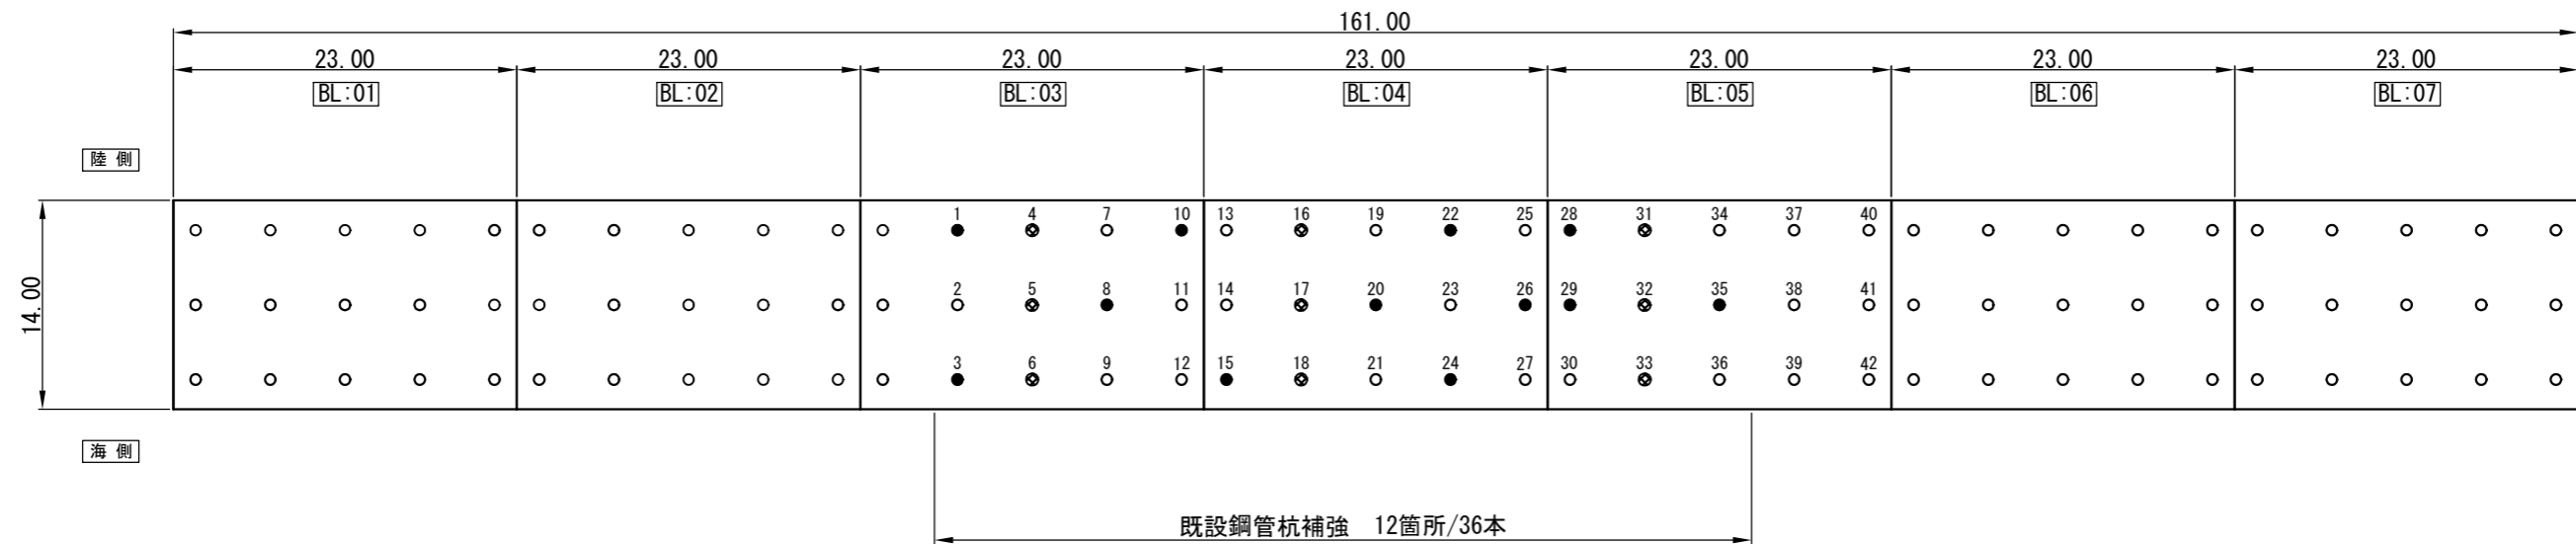 161.00
23.00 23.00 23.00 23.00 23.00 23.00 23.00
BL:01 BL:02 BL:03 BL:04 BL:05 BL:06 BL:07
陸 側
1 4 7 10 13 16 19 22 25 28 31 34 37 40
14.00
2 5 8 11 14 17 20 23 26 29 32 35 38 41
3 6 9 12 15 18 21 24 27 30 33 36 39 42
海 側
既設鋼管杭補強 12箇所/36本